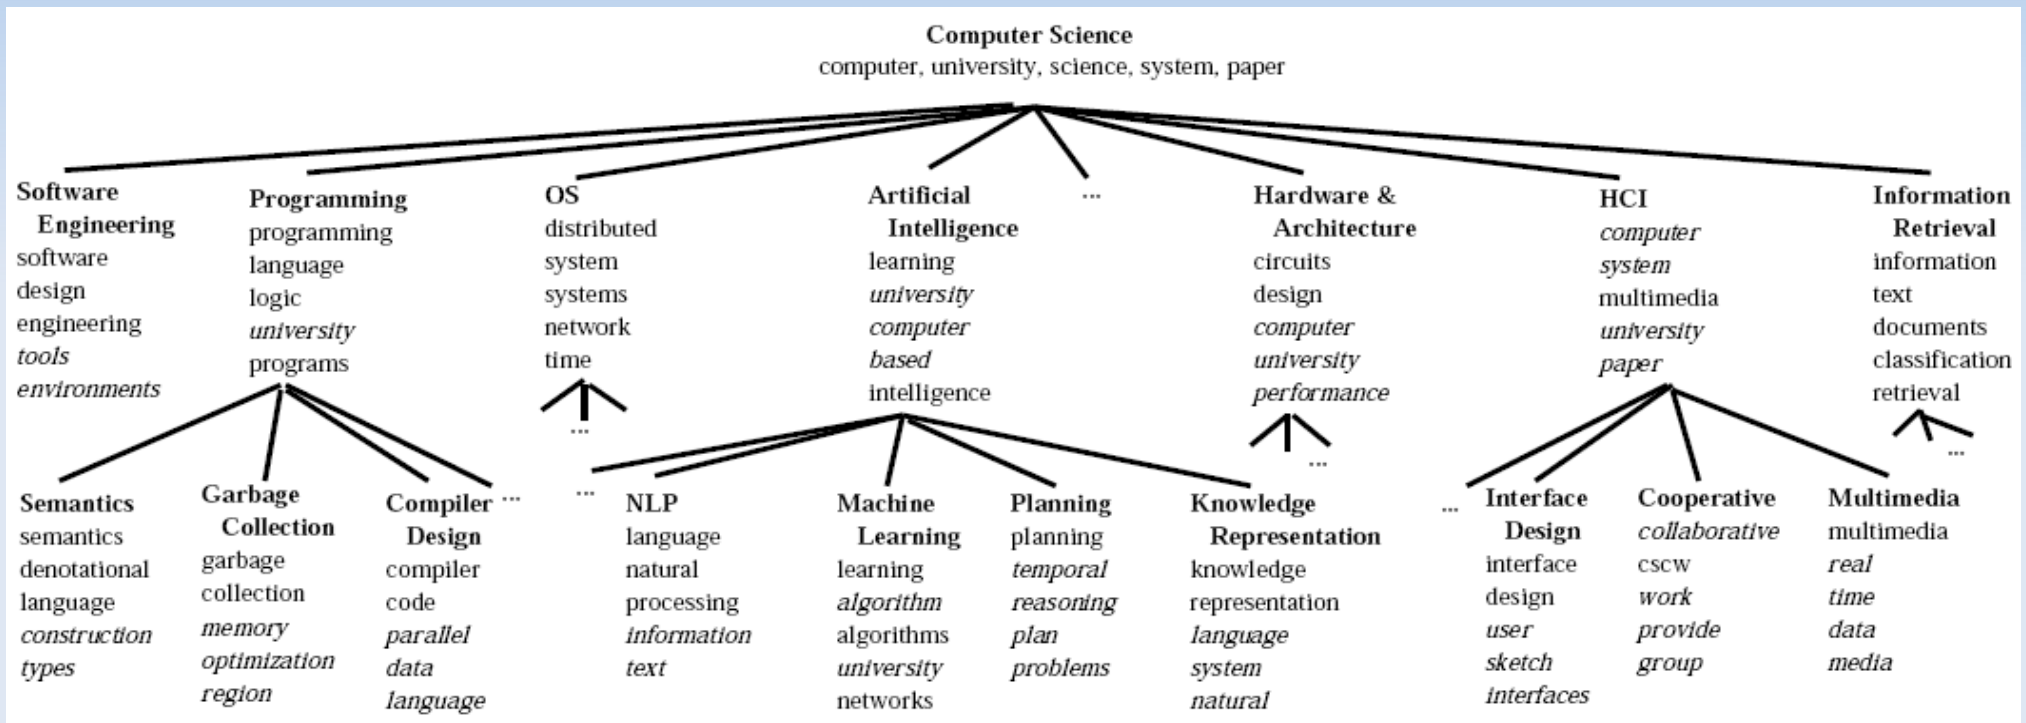 Computer Science
computer, university, science, system, paper
Software
Engineering
software
design
engineering
tools
environments
Programming
programming
language
logic
university
programs
OS
distributed
system
systems
network
time
...
Artificial
Intelligence
learning
university
computer
based
intelligence
...
Hardware &
Architecture
circuits
design
computer
university
performance
...
HCI
computer
system
multimedia
university
paper
Information
Retrieval
information
text
documents
classification
retrieval
...
Semantics
semantics
denotational
language
construction
types
Garbage
Collection
garbage
collection
memory
optimization
region
Compiler
Design
compiler
code
parallel
data
language
...
...
NLP
language
natural
processing
information
text
Machine
Learning
learning
algorithm
algorithms
university
networks
Planning
planning
temporal
reasoning
plan
problems
Knowledge
Representation
knowledge
representation
language
system
natural
...
Interface
Design
interface
design
user
sketch
interfaces
Cooperative
collaborative
cscw
work
provide
group
Multimedia
multimedia
real
time
data
media